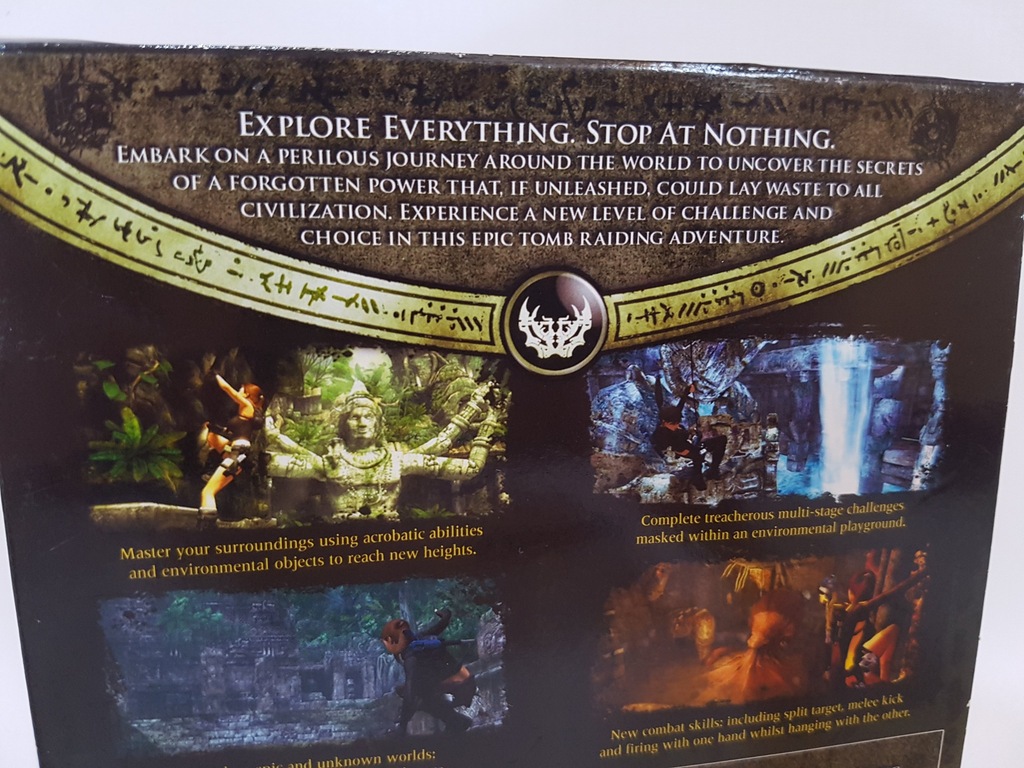 EXPLORE EVERYTHING. STOP AT NOTHING.
EMBARK ON A PERILOUS JOURNEY AROUND THE WORLD TO UNCOVER THE SECRETS
OF A FORGOTTEN POWER THAT, IF UNLEASHED, COULD LAY WASTE TO ALL
CIVILIZATION. EXPERIENCE A NEW LEVEL OF CHALLENGE AND
CHOICE IN THIS EPIC TOMB RAIDING ADVENTURE.
Master your surroundings using acrobatic abilities
and environmental objects to reach new heights.
Complete treacherous multi-stage challenges
masked within an environmental playground.
and unknown worlds:
New combat skills: including split target, melee kick
and firing with one hand whilst hanging with the other.